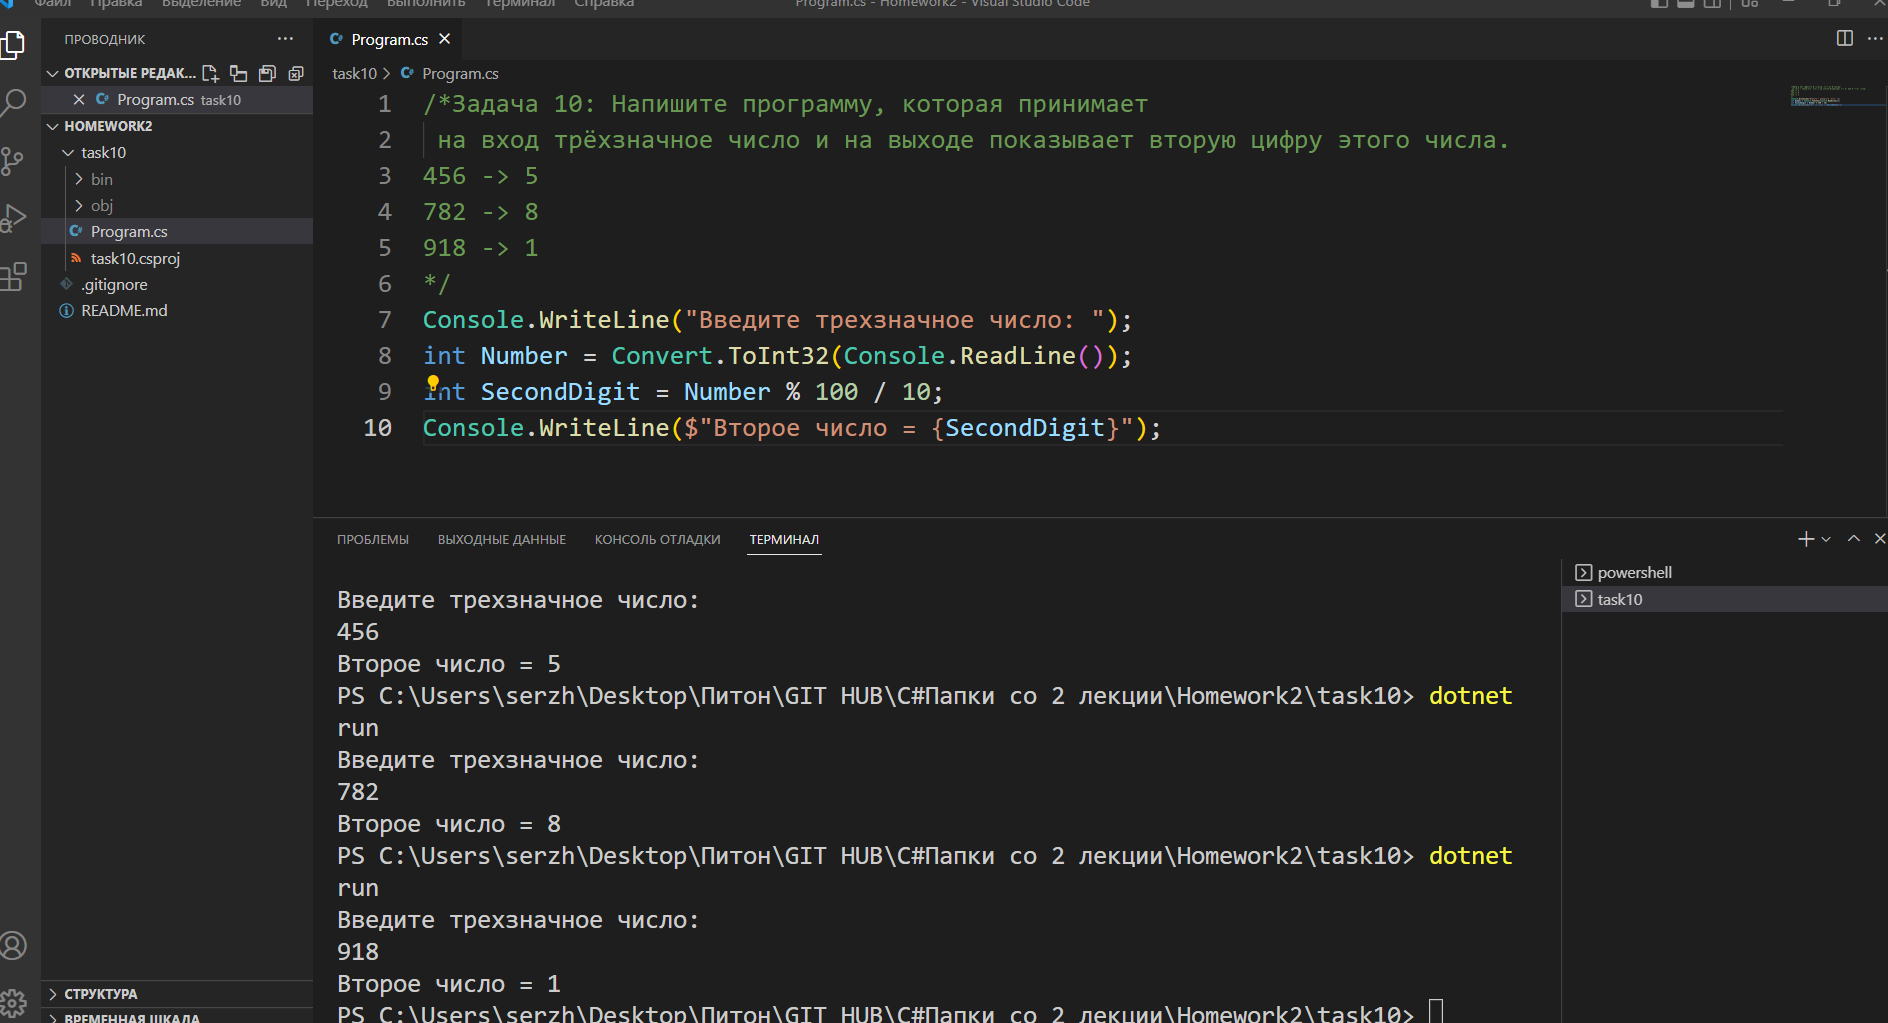 Файл Правка Выделение Вид Переход Выполнить Терминал Справка Program.cs - Homework2 - Visual Studio Code
ПРОВОДНИК
ОТКРЫТЫЕ РЕДАК...
Program.cs task10
HOMEWORK2
task10
bin
obj
Program.cs
task10.csproj
.gitignore
README.md
СТРУКТУРА
ВРЕМЕННАЯ ШКАЛА
Program.cs
task10 > Program.cs
1 /*Задача 10: Напишите программу, которая принимает
2 на вход трёхзначное число и на выходе показывает вторую цифру этого числа.
3 456 -> 5
4 782 -> 8
5 918 -> 1
6 */
7 Console.WriteLine("Введите трехзначное число: ");
8 int Number = Convert.ToInt32(Console.ReadLine());
9 int SecondDigit = Number % 100 / 10;
10 Console.WriteLine($"Второе число = {SecondDigit}");
ПРОБЛЕМЫ ВЫХОДНЫЕ ДАННЫЕ КОНСОЛЬ ОТЛАДКИ ТЕРМИНАЛ
Введите трехзначное число:
456
Второе число = 5
PS C:\Users\serzh\Desktop\Питон\GIT HUB\C#Папки со 2 лекции\Homework2\task10> dotnet
run
Введите трехзначное число:
782
Второе число = 8
PS C:\Users\serzh\Desktop\Питон\GIT HUB\C#Папки со 2 лекции\Homework2\task10> dotnet
run
Введите трехзначное число:
918
Второе число = 1
PS C:\Users\serzh\Desktop\Питон\GIT HUB\C#Папки со 2 лекции\Homework2\task10>
powershell
task10